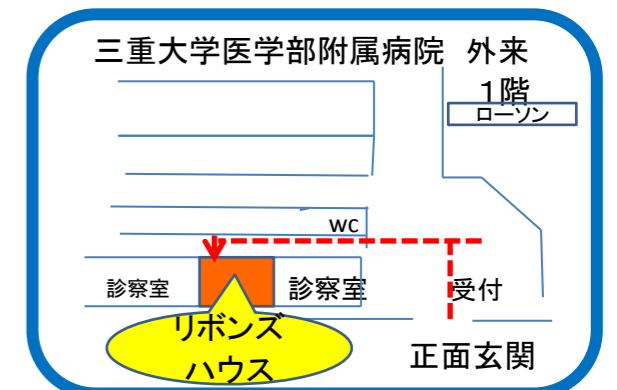 三重大学医学部附属病院 外来
1階
ローソン
wc
診察室
診察室
受付
リボンズ
ハウス
正面玄関